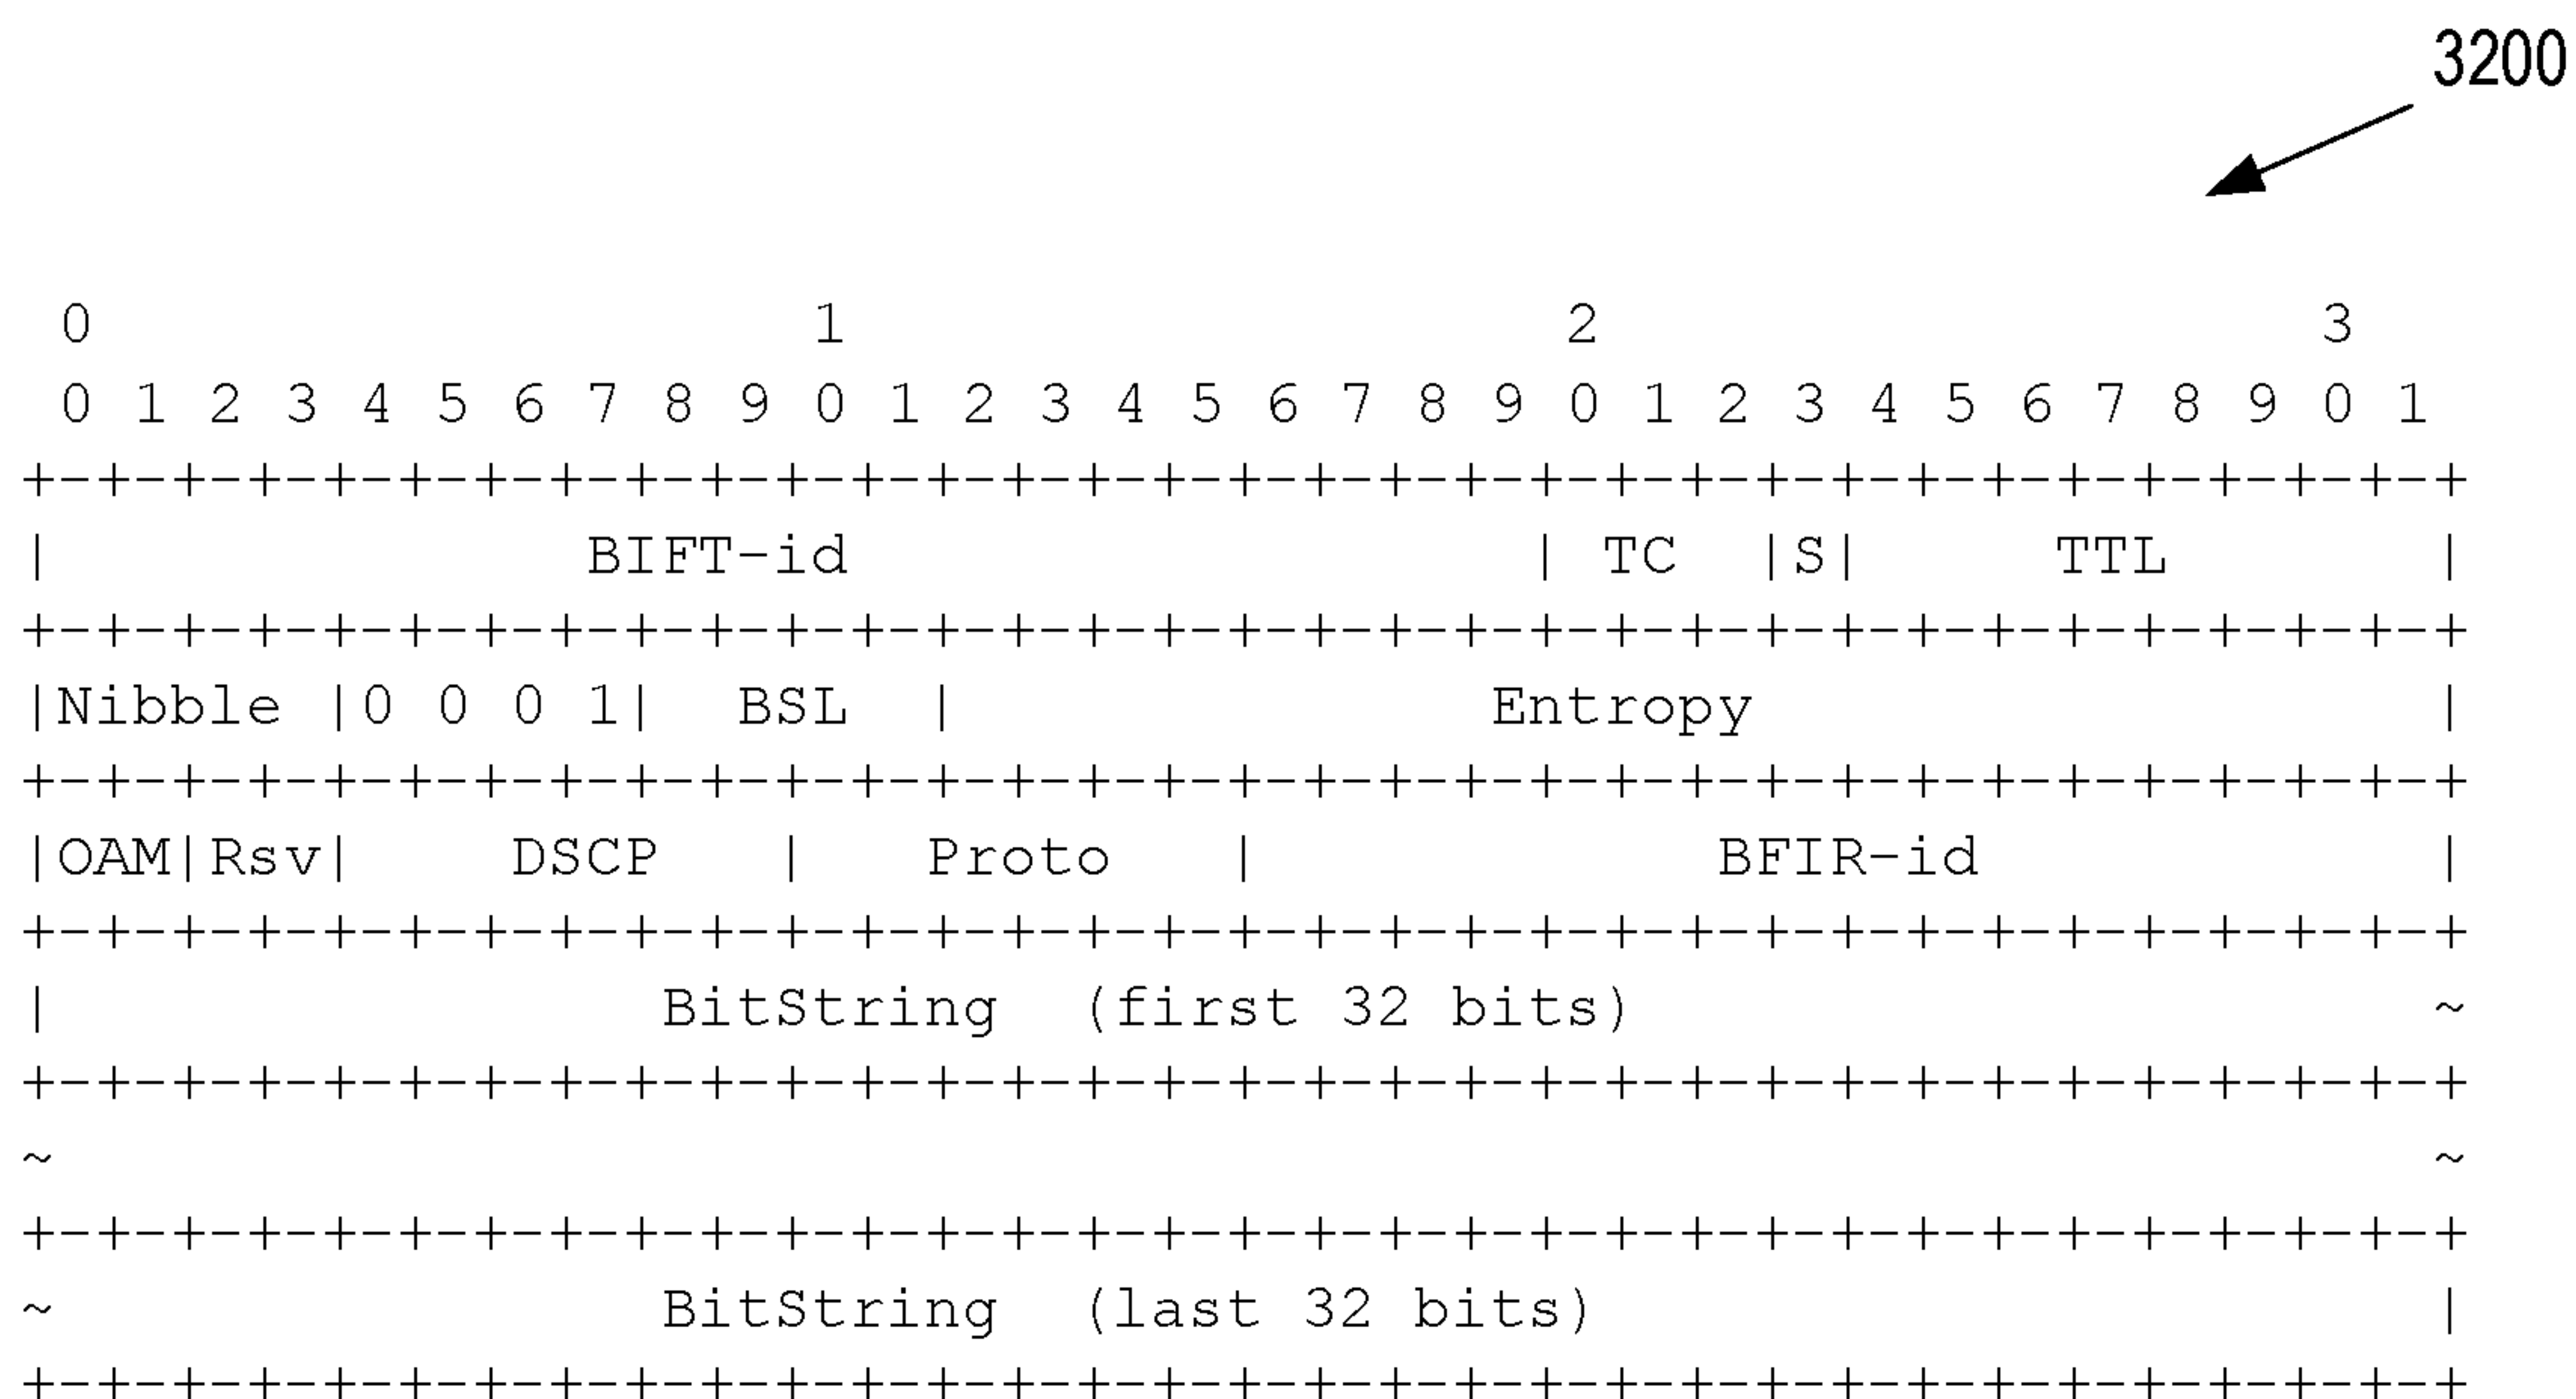 3200
 0                   1                   2                   3
 0 1 2 3 4 5 6 7 8 9 0 1 2 3 4 5 6 7 8 9 0 1 2 3 4 5 6 7 8 9 0 1
+-+-+-+-+-+-+-+-+-+-+-+-+-+-+-+-+-+-+-+-+-+-+-+-+-+-+-+-+-+-+-+-+
|              BIFT-id                  | TC  |S|     TTL       |
+-+-+-+-+-+-+-+-+-+-+-+-+-+-+-+-+-+-+-+-+-+-+-+-+-+-+-+-+-+-+-+-+
|Nibble |0 0 0 1|  BSL  |              Entropy                  |
+-+-+-+-+-+-+-+-+-+-+-+-+-+-+-+-+-+-+-+-+-+-+-+-+-+-+-+-+-+-+-+-+
|OAM|Rsv|    DSCP   |   Proto   |            BFIR-id            |
+-+-+-+-+-+-+-+-+-+-+-+-+-+-+-+-+-+-+-+-+-+-+-+-+-+-+-+-+-+-+-+-+
|                BitString  (first 32 bits)                     ~
+-+-+-+-+-+-+-+-+-+-+-+-+-+-+-+-+-+-+-+-+-+-+-+-+-+-+-+-+-+-+-+-+
~                                                               ~
+-+-+-+-+-+-+-+-+-+-+-+-+-+-+-+-+-+-+-+-+-+-+-+-+-+-+-+-+-+-+-+-+
~                BitString  (last 32 bits)                      |
+-+-+-+-+-+-+-+-+-+-+-+-+-+-+-+-+-+-+-+-+-+-+-+-+-+-+-+-+-+-+-+-+